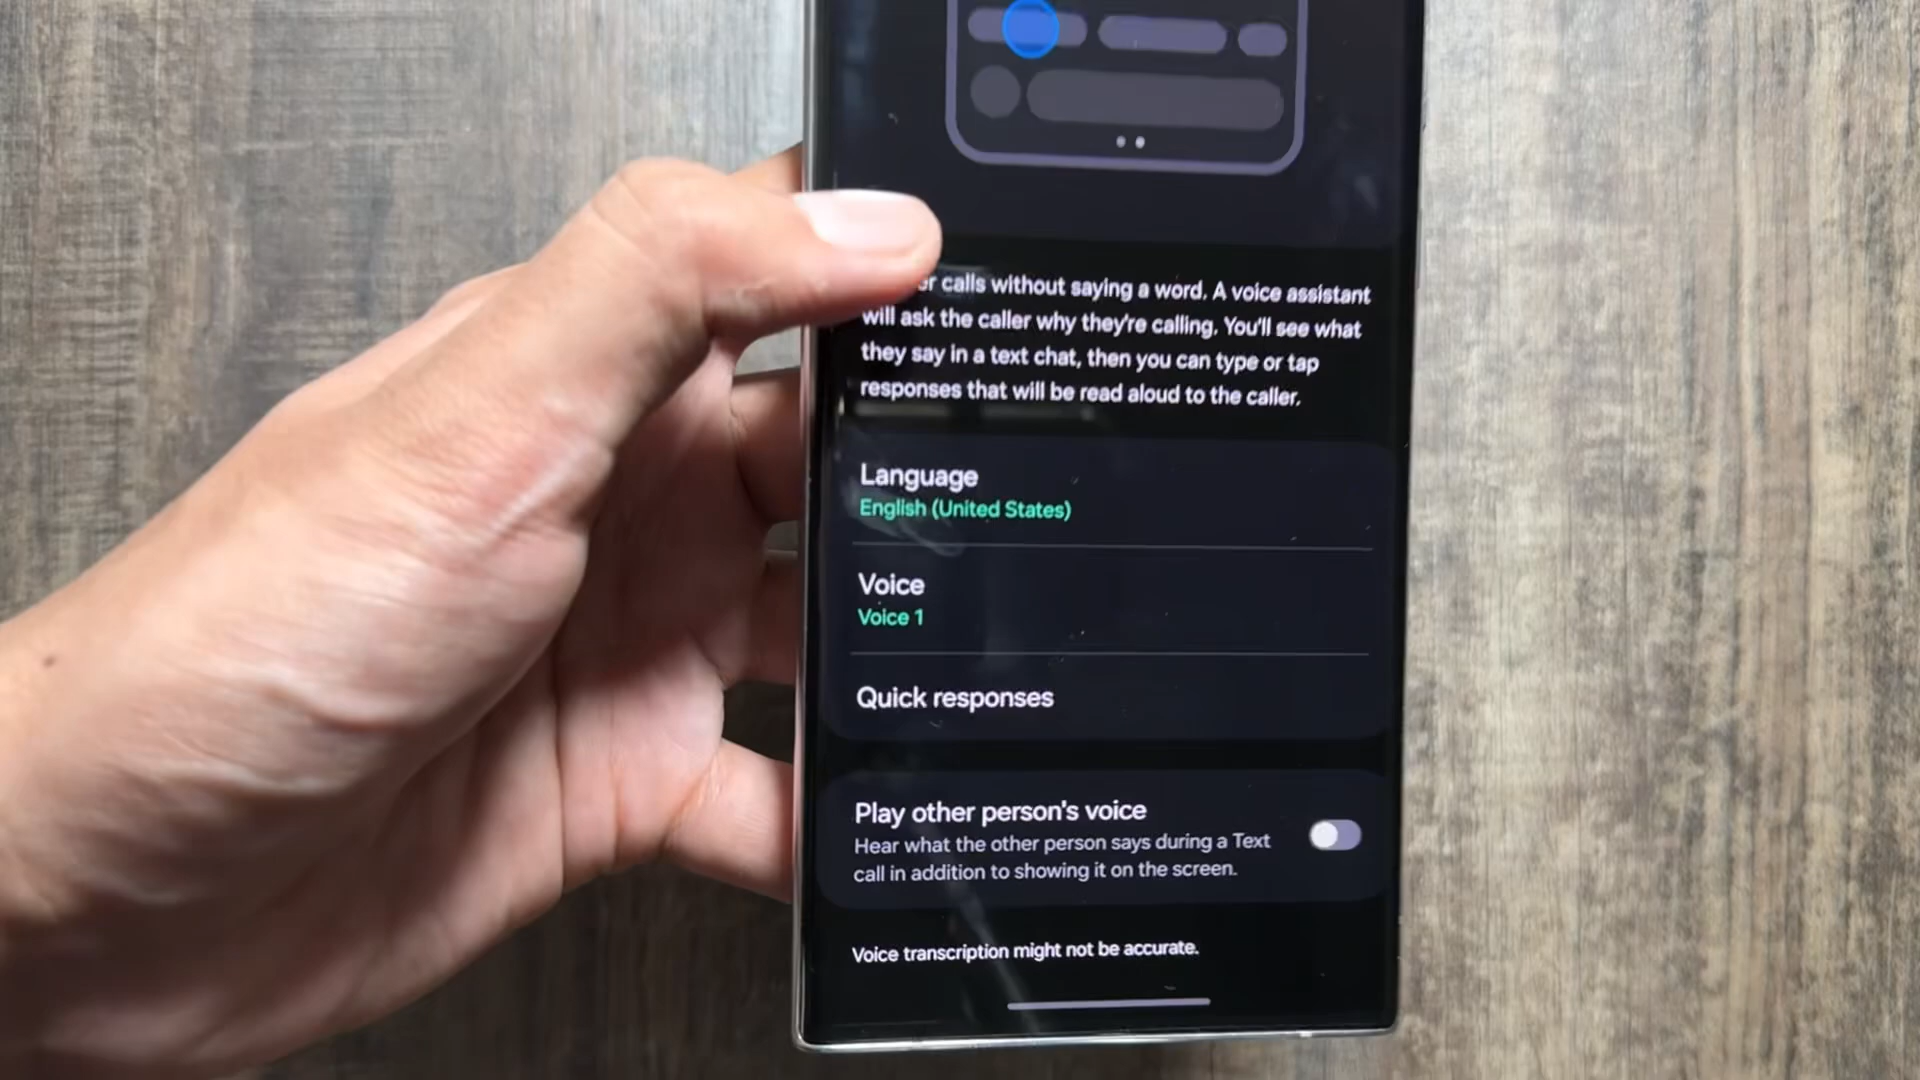 calls without saying a word. A voice assistant
will ask the caller why they're calling. You'll see what
they say in a text chat, then you can type or tap
responses that will be read aloud to the caller.
Language
English (United States)
Voice
Voice 1
Quick responses
Play other person's voice
Hear what the other person says during a Text
call in addition to showing it on the screen.
Voice transcription might not be accurate.